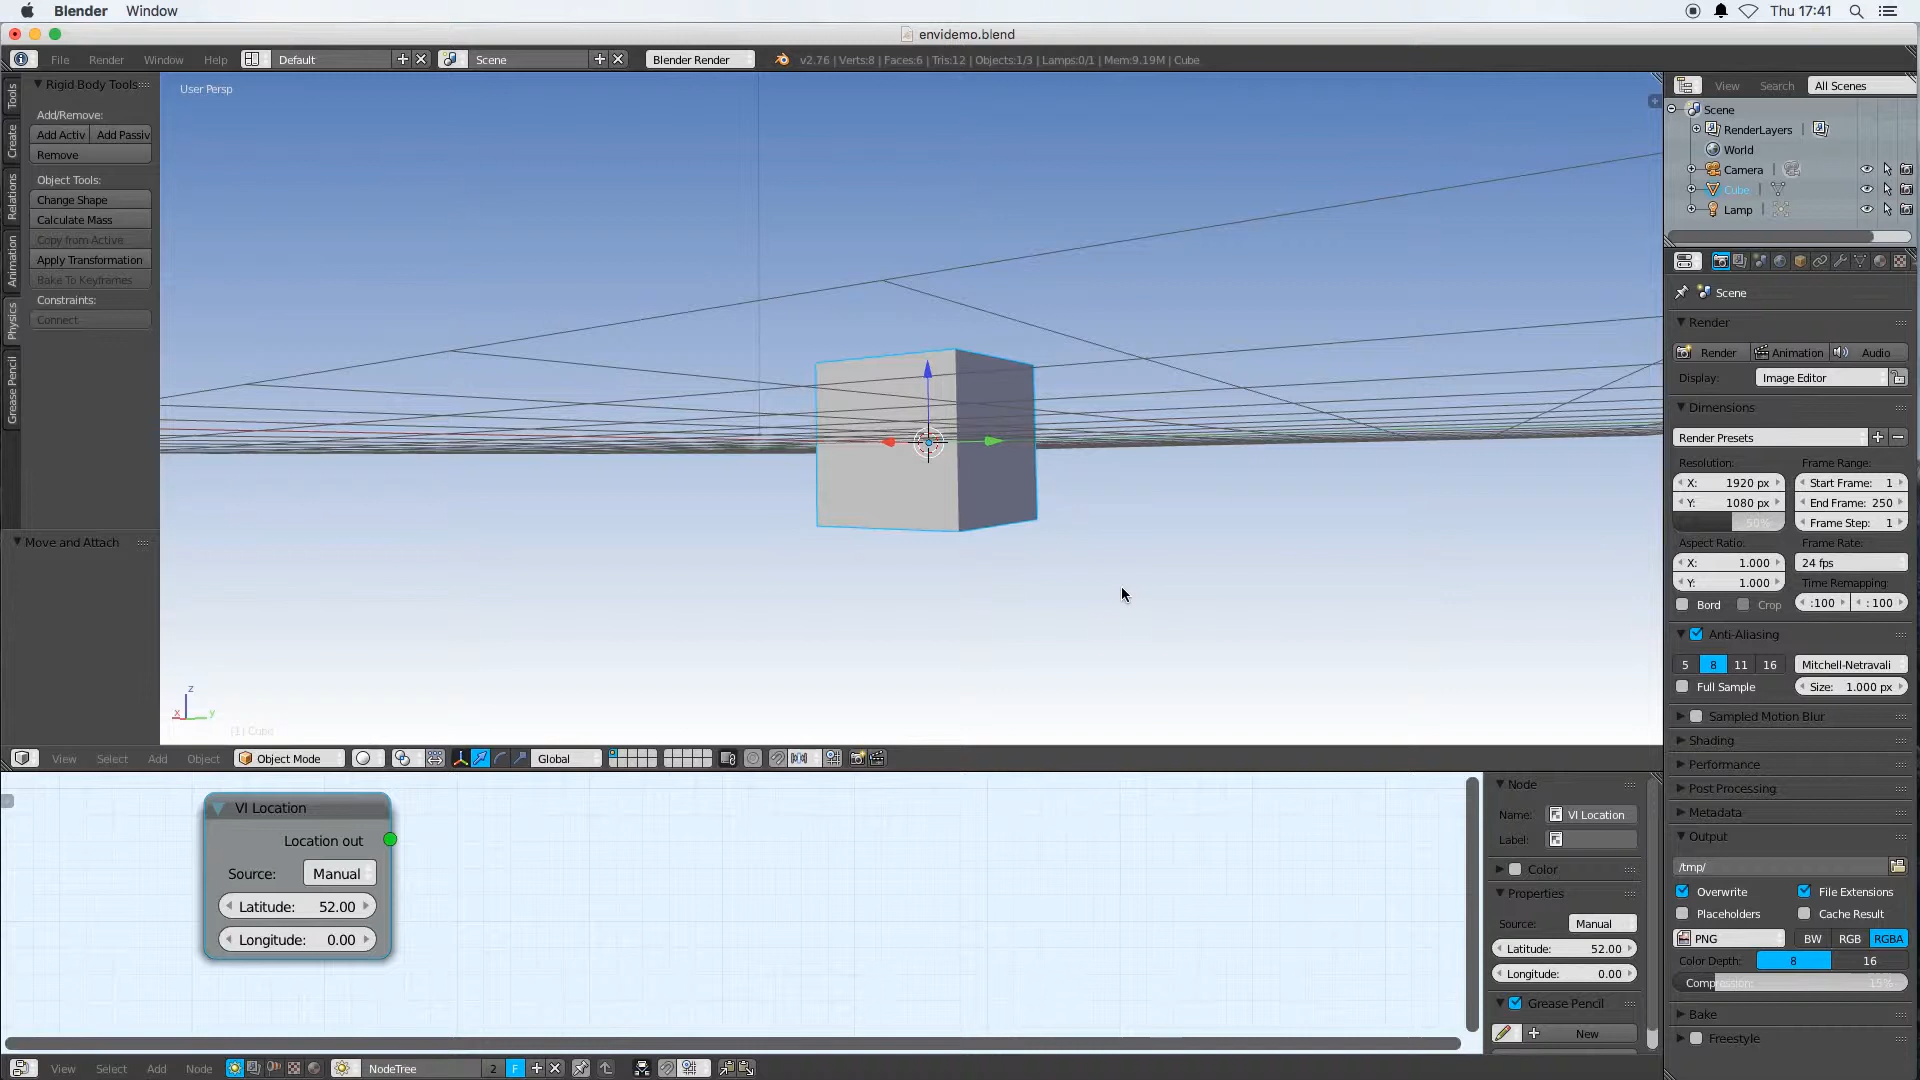 Blender Window Thu 17:41
envidemo.blend
File Render Window Help Default Scene Blender Render v2.76 | Verts:8 | Faces:6 | Tris:12 | Objects:1/3 | Lamps:0/1 | Mem:9.19M | Cube
Tools
Create
Relations
Animation
Physics
Grease Pencil
Rigid Body Tools
Add/Remove:
Add Activ Add Passiv
Remove
Object Tools:
Change Shape
Calculate Mass
Copy from Active
Apply Transformation
Bake To Keyframes
Constraints:
Connect
Move and Attach
User Persp
z
x y
(1) Cube
View Select Add Object Object Mode Global
VI Location
Location out
Source: Manual
Latitude: 52.00
Longitude: 0.00
Node
Name: VI Location
Label:
Color
Properties
Source: Manual
Latitude: 52.00
Longitude: 0.00
Grease Pencil
New
View Select Add Node NodeTree 2 F
View Search All Scenes
Scene
RenderLayers
World
Camera
Cube
Lamp
Scene
Render
Render Animation Audio
Display: Image Editor
Dimensions
Render Presets
Resolution: Frame Range:
X: 1920 px Start Frame: 1
Y: 1080 px End Frame: 250
50% Frame Step: 1
Aspect Ratio: Frame Rate:
X: 1.000 24 fps
Y: 1.000 Time Remapping:
Bord Crop :100 : 100
Anti-Aliasing
5 8 11 16 Mitchell-Netravali
Full Sample Size: 1.000 px
Sampled Motion Blur
Shading
Performance
Post Processing
Metadata
Output
/tmp/
Overwrite File Extensions
Placeholders Cache Result
PNG BW RGB RGBA
Color Depth: 8 16
Compression: 15%
Bake
Freestyle